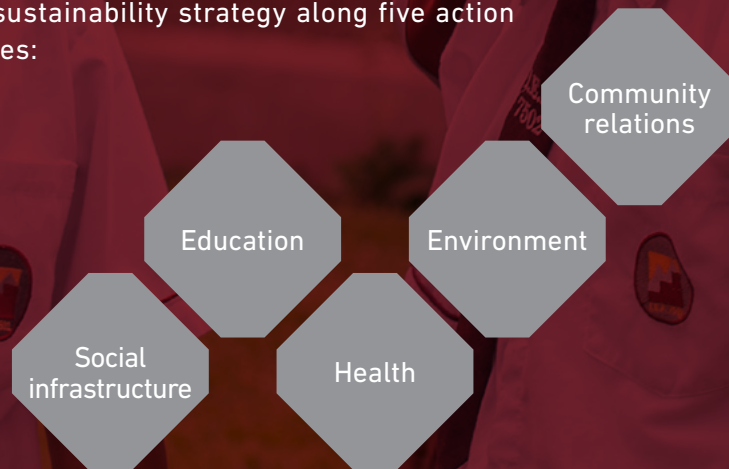 sustainability strategy along five action
es:
Community
relations
Education
Environment
Social
infrastructure
Health